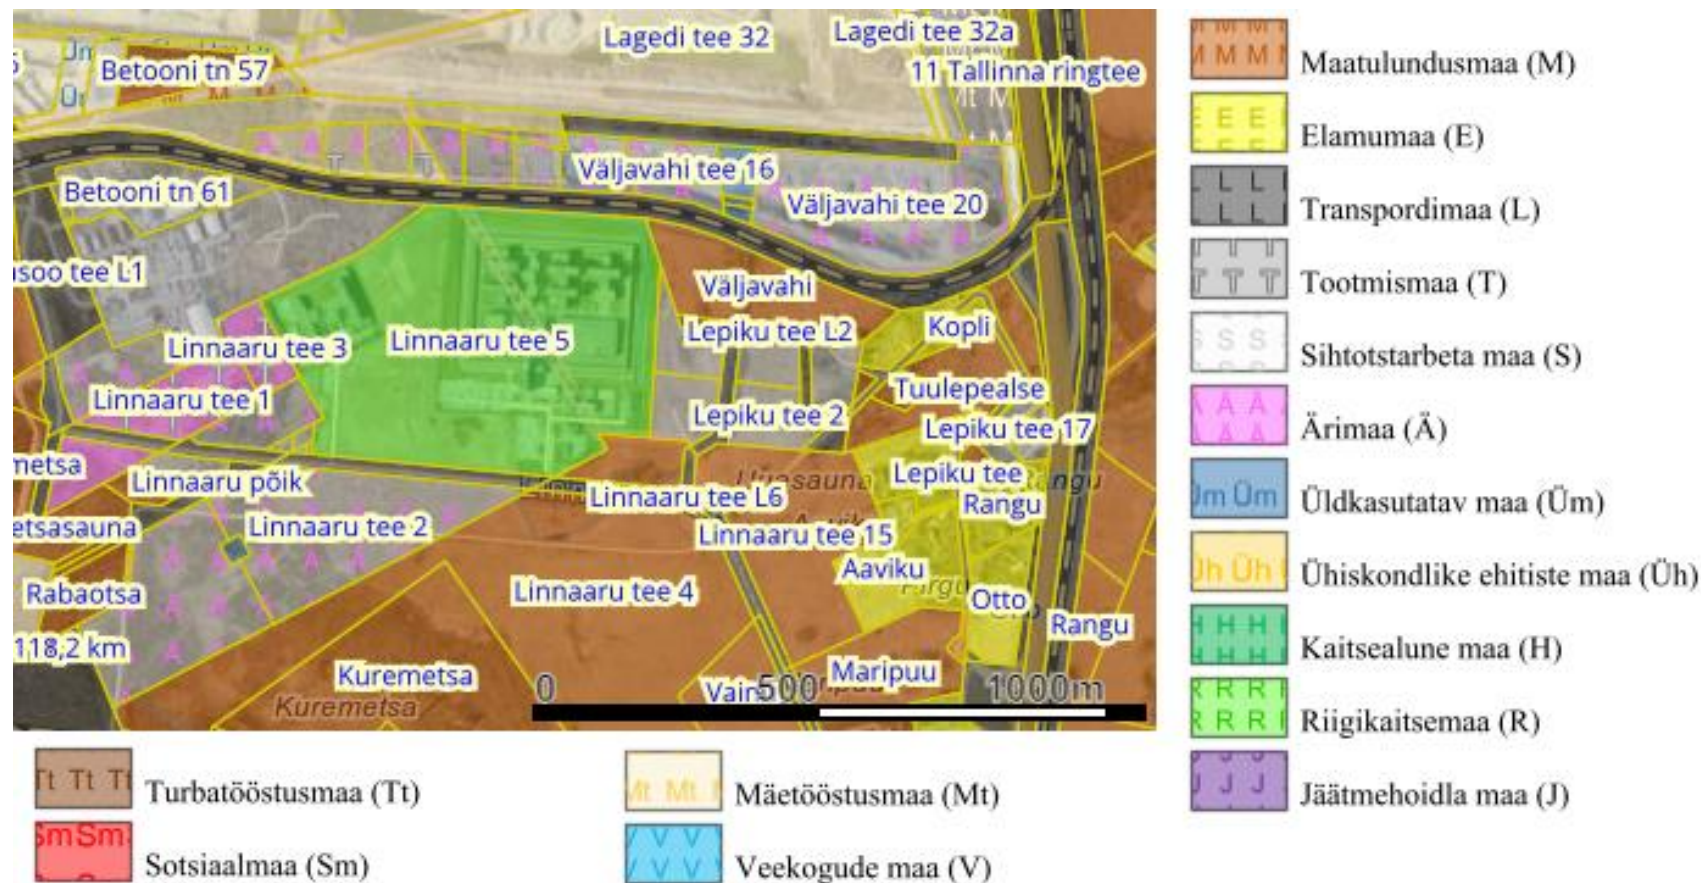 Lagedi tee 32
Lagedi tee 32a
Betooni tn 57
11 Tallinna ringtee
Väljavahi tee 16
Betooni tn 61
Väljavahi tee 20
soo tee L1
Väljavahi
Linnaaru tee 3
Linnaaru tee 5
Lepiku tee L2
Kopli
Linnaaru tee 1
Tuulepealse
Lepiku tee 2
Lepiku tee 17
metsa
Linnaaru põik
Lepiku tee
Linnaaru tee L6
Rangu
etsasauna
Linnaaru tee 2
Linnaaru tee 15
Aaviku
Rabaotsa
Linnaaru tee 4
Otto
Rangu
118,2 km
Kuremetsa
Maripuu
Kuremetsa
0 500 1000m
Maatulundusmaa (M)
Elamumaa (E)
Transpordimaa (L)
Tootmismaa (T)
Sihtotstarbeta maa (S)
Ärimaa (Ä)
Üldkasutatav maa (Üm)
Ühiskondlike ehitiste maa (Üh)
Kaitsealune maa (H)
Riigikaitsemaa (R)
Jäätmehoidla maa (J)
Turbatööstusmaa (Tt)
Mäetööstusmaa (Mt)
Sotsiaalmaa (Sm)
Veekogude maa (V)